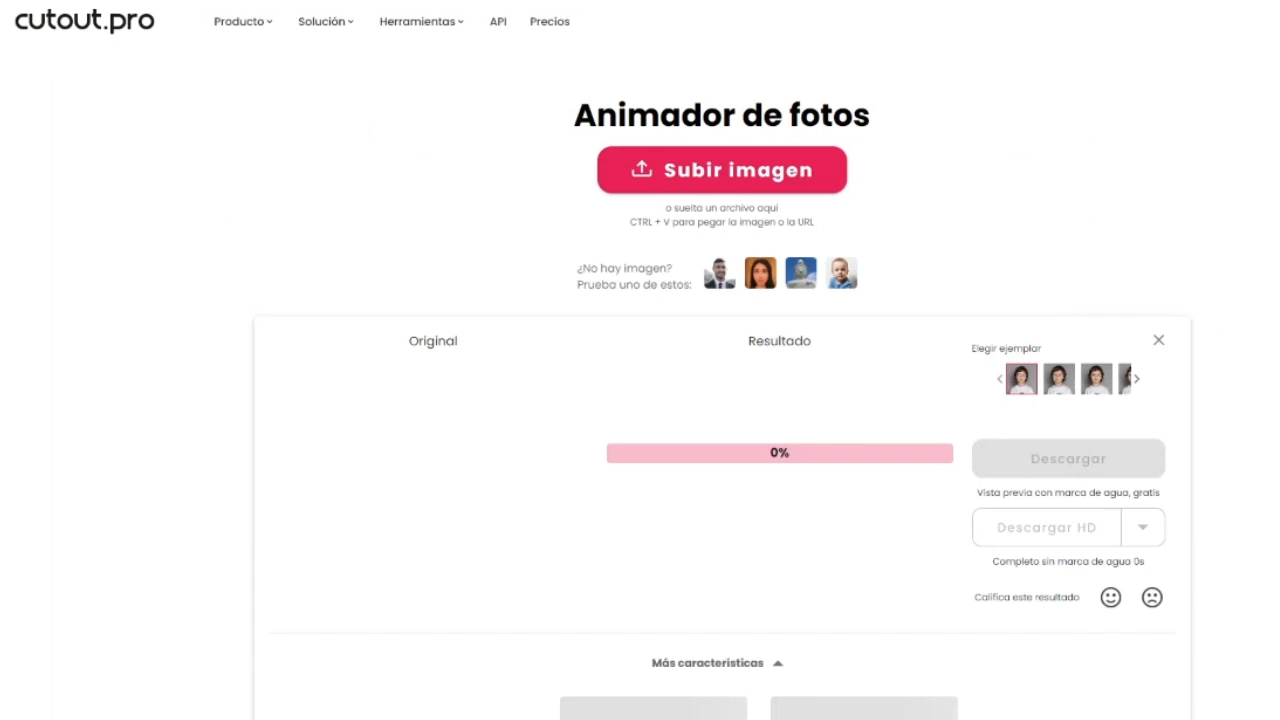 cutout.pro
Producto
Solución
Herramientas
API
Precios
Animador de fotos
Subir imagen
o suelta un archivo aquí
CTRL + V para pegar la imagen o la URL
¿No hay imagen?
Prueba uno de estos:
Original
Resultado
Elegir ejemplar
0%
Descargar
Vista previa con marca de agua, gratis
Descargar HD
Completo sin marca de agua 0s
Califica este resultado
Más características